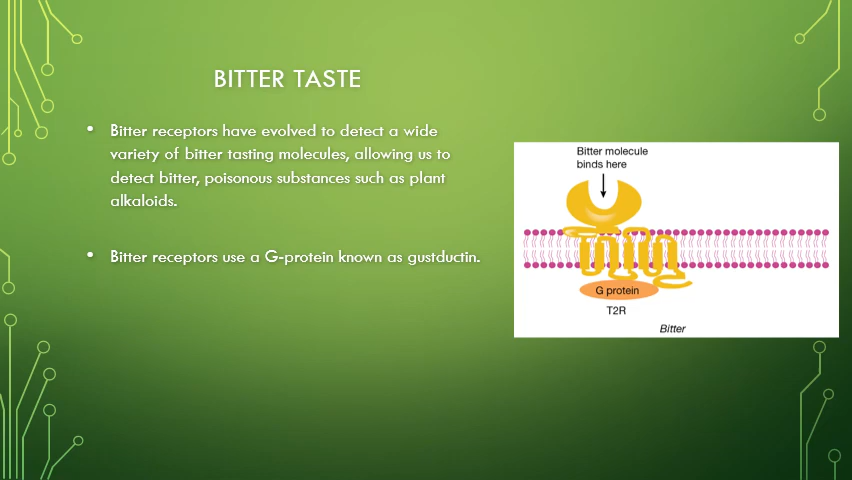 BITTER TASTE
• Bitter receptors have evolved to detect a wide
variety of bitter tasting molecules, allowing us to
detect bitter, poisonous substances such as plant
alkaloids.
• Bitter receptors use a G-protein known as gustductin.
Bitter molecule
binds here
G protein
T2R
Bitter